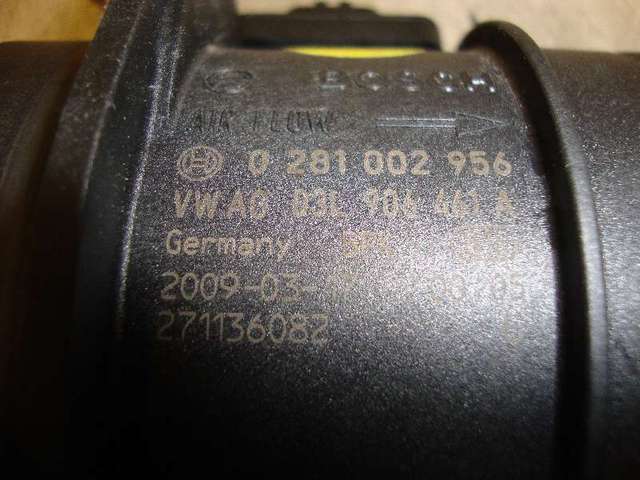 BOSCH
AIR FLOW
0 281 002 956
VW AG 03L 906 461 A
Germany
2009-03-
271136082